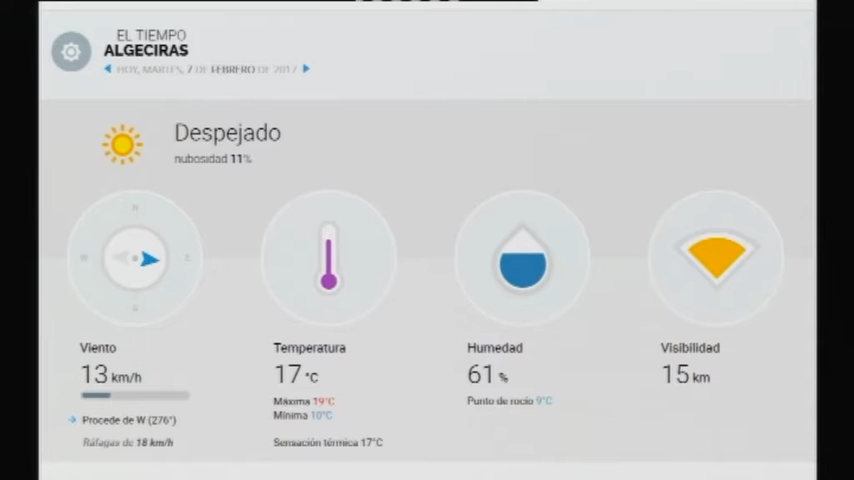 EL TIEMPO
ALGECIRAS
HOY, MARTES, 7 DE FEBRERO DE 2017
Despejado
nubosidad 11%
N
W
E
S
Viento
13 km/h
Procede de W (276°)
Ráfagas de 18 km/h
Temperatura
17 °C
Máxima 19°C
Mínima 10°C
Sensación térmica 17°C
Humedad
61 %
Punto de rocío 9°C
Visibilidad
15 km